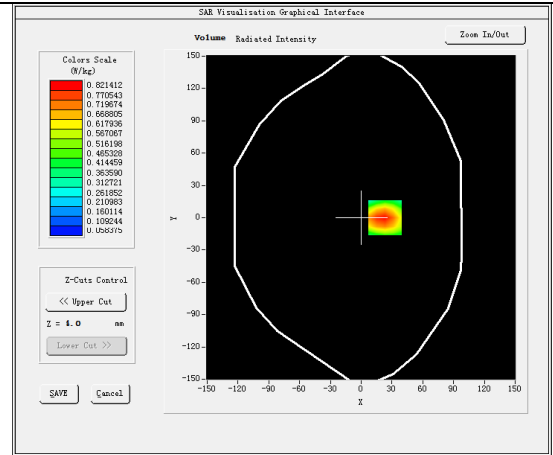 SAR Visualisation Graphical Interface
Volume Radiated Intensity
Zoom In/Out
Colors Scale
(W/kg)
0.821412
0.770543
0.719674
0.668805
0.617936
0.567067
0.516198
0.465328
0.414459
0.363590
0.312721
0.261852
0.210983
0.160114
0.109244
0.058375
Z-Cuts Control
<< Upper Cut
Z = 4.0 mm
Lower Cut >>
SAVE Cancel
150
120
90
60
30
0
-30
-60
-90
-120
-150
Y
-150 -120 -90 -60 -30 0 30 60 90 120 150
X